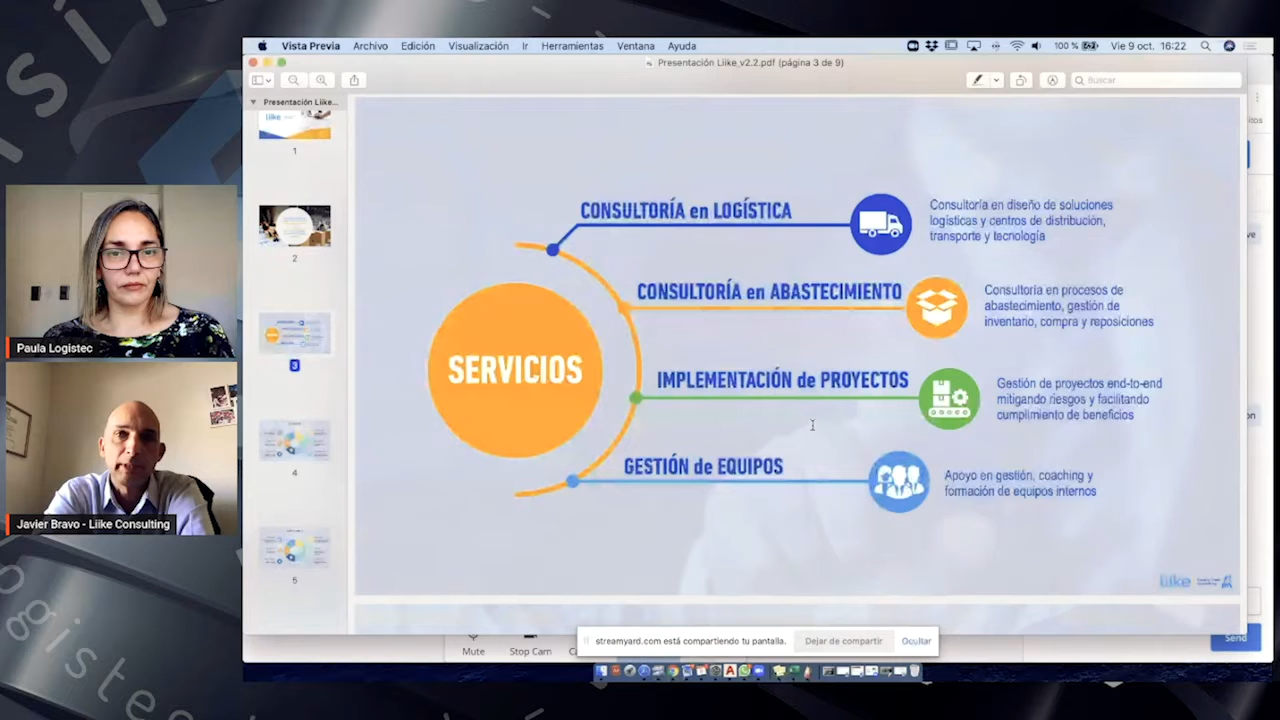 Vista Previa Archivo Edición Visualización Ir Herramientas Ventana Ayuda
100 % Vie 9 oct. 16:22
Presentación Liike_v2.2.pdf (página 3 de 9)
Buscar
Presentación Liike...
liike
1
2
3
4
5
SERVICIOS
CONSULTORÍA en LOGÍSTICA
Consultoría en diseño de soluciones
logísticas y centros de distribución,
transporte y tecnología
CONSULTORÍA en ABASTECIMIENTO
Consultoría en procesos de
abastecimiento, gestión de
inventario, compra y reposiciones
IMPLEMENTACIÓN de PROYECTOS
Gestión de proyectos end-to-end
mitigando riesgos y facilitando
cumplimiento de beneficios
GESTIÓN de EQUIPOS
Apoyo en gestión, coaching y
formación de equipos internos
liike
Paula Logistec
Javier Bravo - Liike Consulting
Mute
Stop Cam
streamyard.com está compartiendo tu pantalla.
Dejar de compartir
Ocultar
Send